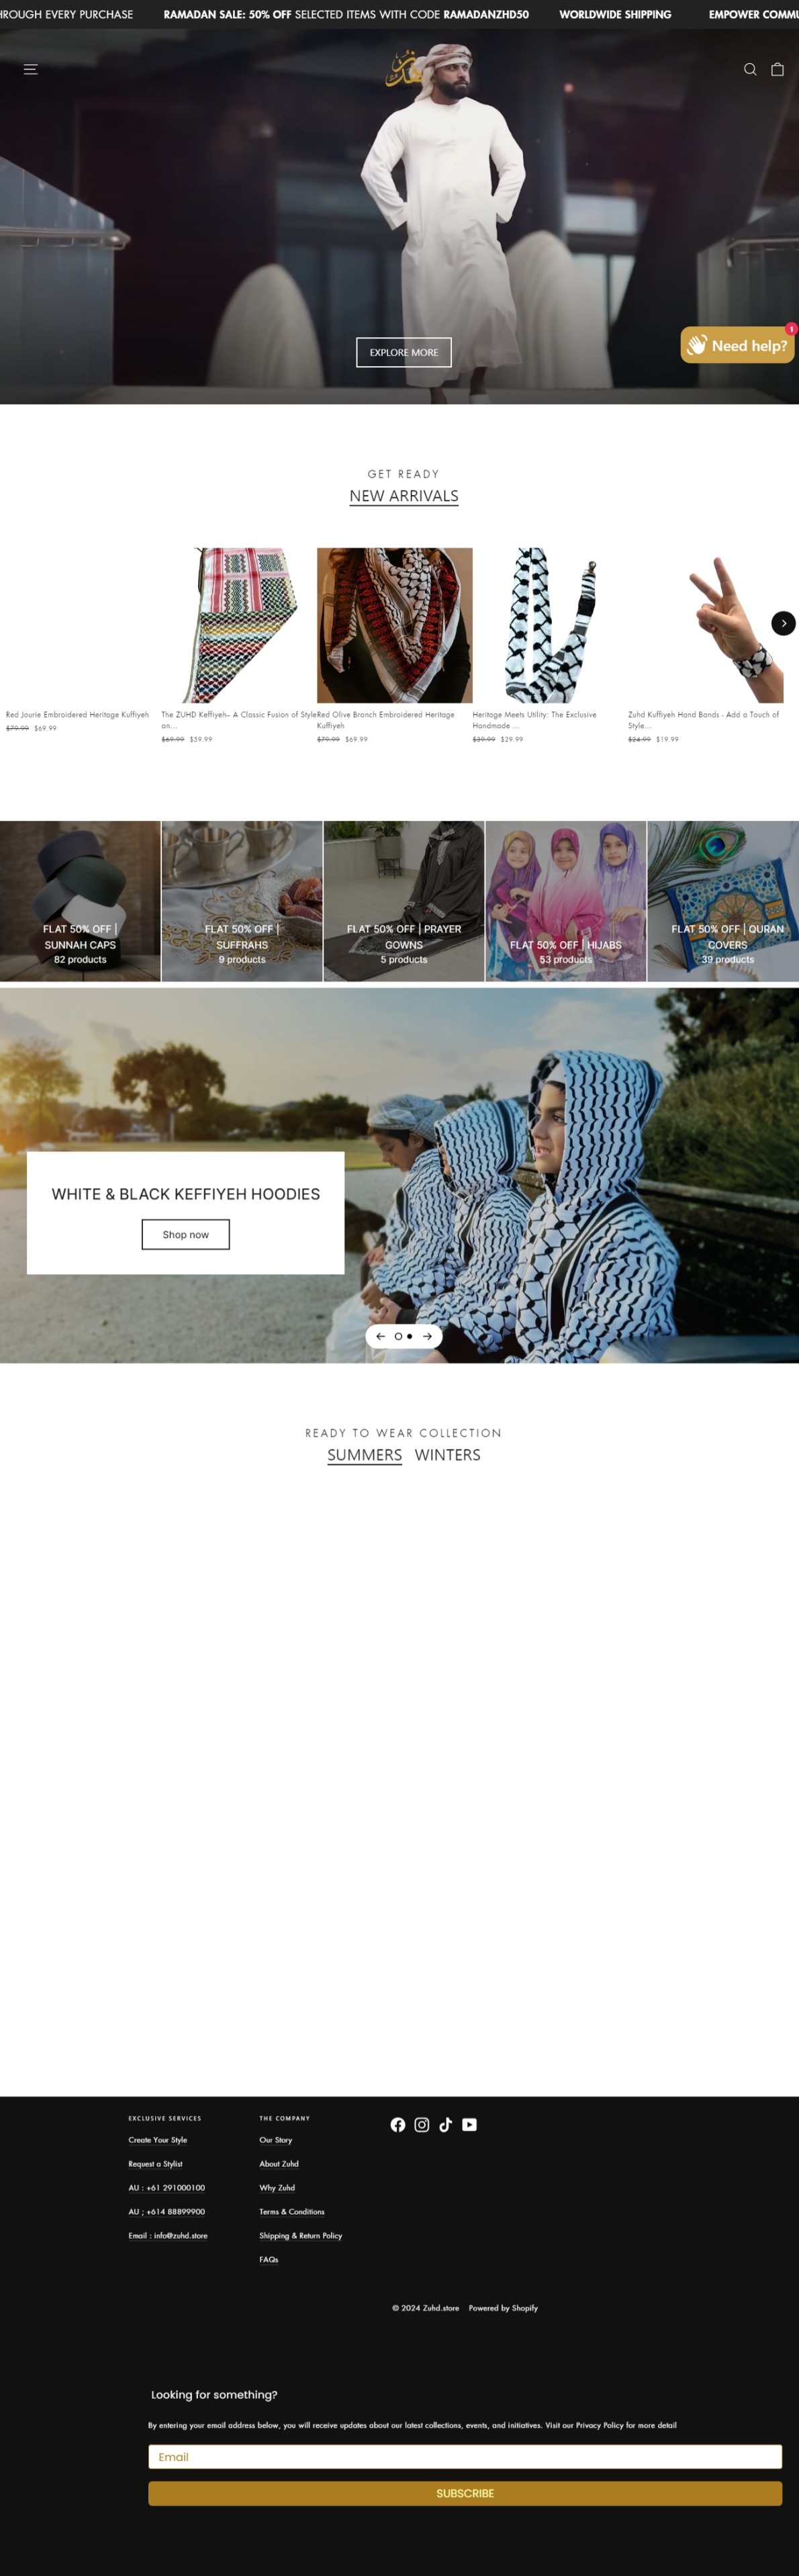 HROUGH EVERY PURCHASE RAMADAN SALE: 50% OFF SELECTED ITEMS WITH CODE RAMADANZHD50 WORLDWIDE SHIPPING EMPOWER COMMU
EXPLORE MORE
1
Need help?
GET READY
NEW ARRIVALS
Red Jourie Embroidered Heritage Kuffiyeh
$79.99 $69.99
The ZUHD Keffiyeh– A Classic Fusion of Style
an...
$69.99 $59.99
Red Olive Branch Embroidered Heritage
Kuffiyeh
$79.99 $69.99
Heritage Meets Utility: The Exclusive
Handmade ...
$39.99 $29.99
Zuhd Kuffiyeh Hand Bands - Add a Touch of
Style...
$24.99 $19.99
FLAT 50% OFF |
SUNNAH CAPS
82 products
FLAT 50% OFF |
SUFFRAHS
9 products
FLAT 50% OFF | PRAYER
GOWNS
5 products
FLAT 50% OFF | HIJABS
53 products
FLAT 50% OFF | QURAN
COVERS
39 products
WHITE & BLACK KEFFIYEH HOODIES
Shop now
READY TO WEAR COLLECTION
SUMMERS WINTERS
EXCLUSIVE SERVICES
Create Your Style
Request a Stylist
AU : +61 291000100
AU ; +614 88899900
Email : info@zuhd.store
THE COMPANY
Our Story
About Zuhd
Why Zuhd
Terms & Conditions
Shipping & Return Policy
FAQs
© 2024 Zuhd.store Powered by Shopify
Looking for something?
By entering your email address below, you will receive updates about our latest collections, events, and initiatives. Visit our Privacy Policy for more detail
Email
SUBSCRIBE